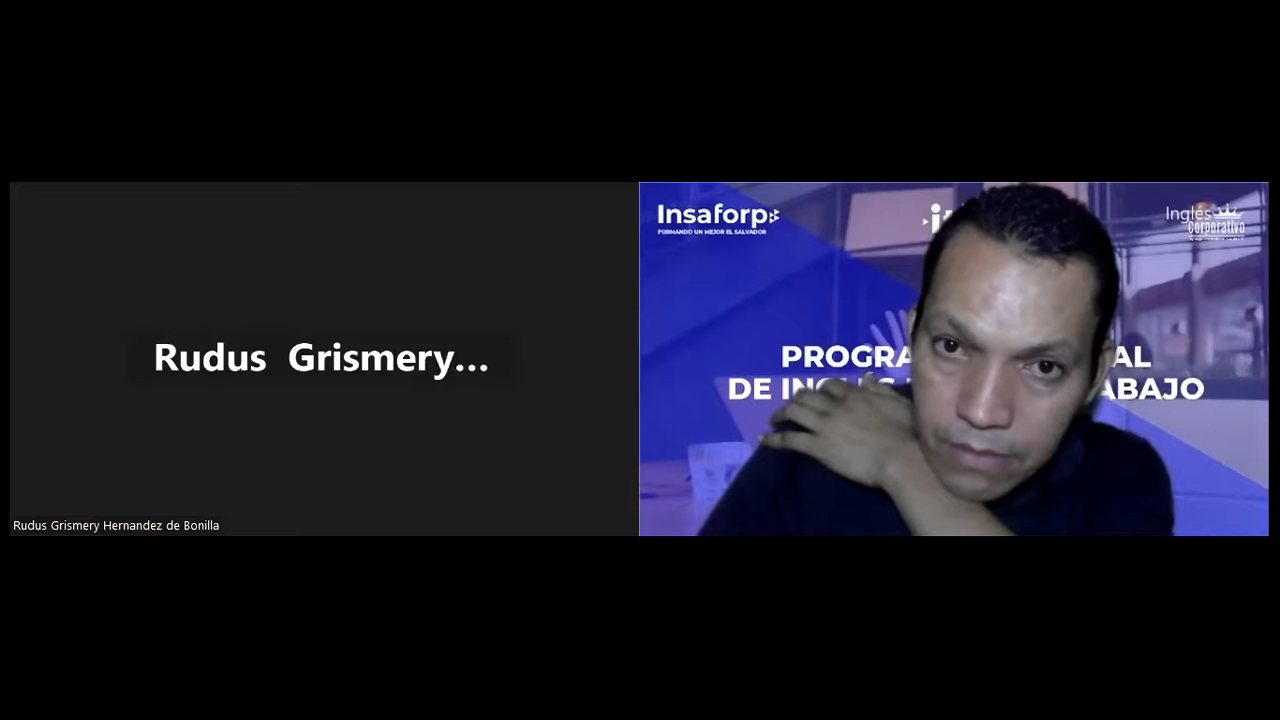 Rudus Grismery...
Rudus Grismery Hernandez de Bonilla
Insaforp
FORMANDO UN MEJOR EL SALVADOR
Inglés
Corporativo
PROGRA AL
DE INGLÉS ABAJO